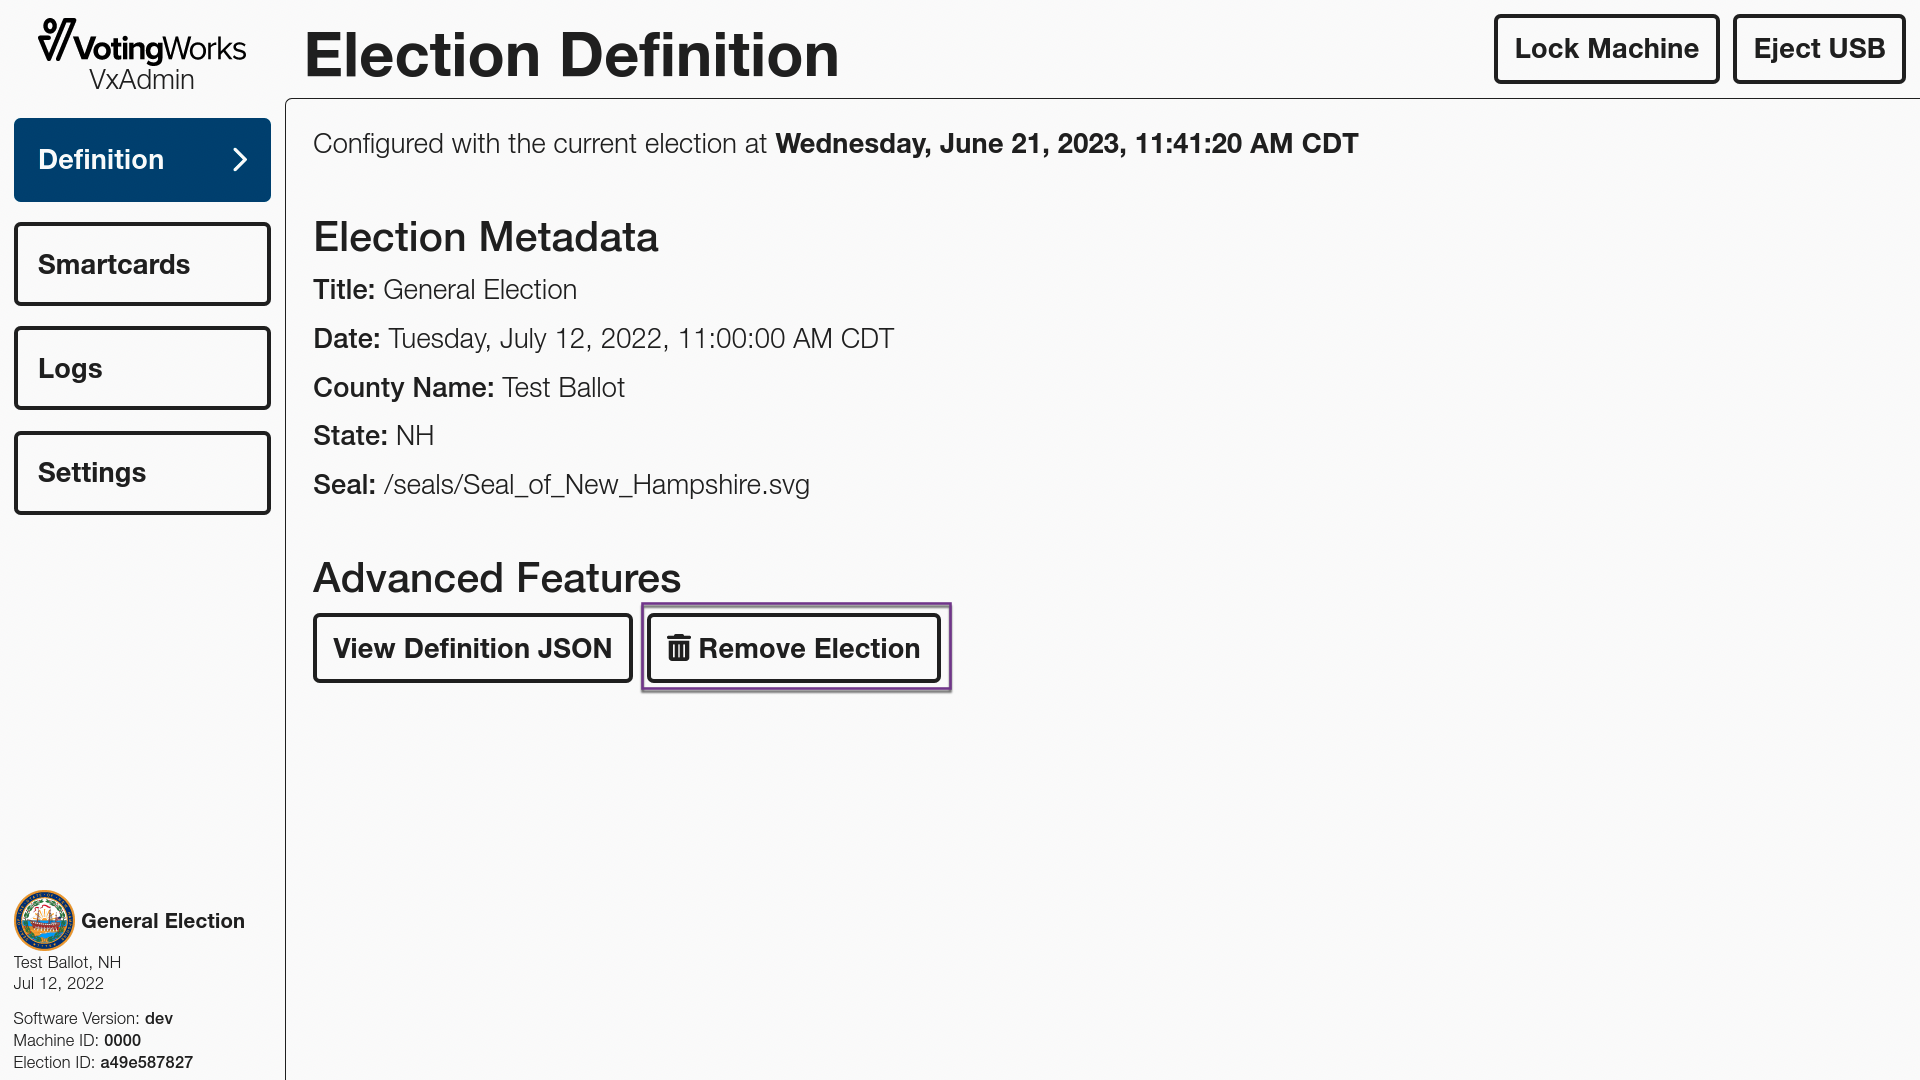 VotingWorks
VxAdmin
Election Definition
Lock Machine
Eject USB
Definition
Smartcards
Logs
Settings
Configured with the current election at Wednesday, June 21, 2023, 11:41:20 AM CDT
Election Metadata
Title: General Election
Date: Tuesday, July 12, 2022, 11:00:00 AM CDT
County Name: Test Ballot
State: NH
Seal: /seals/Seal_of_New_Hampshire.svg
Advanced Features
View Definition JSON
Remove Election
General Election
Test Ballot, NH
Jul 12, 2022
Software Version: dev
Machine ID: 0000
Election ID: a49e587827